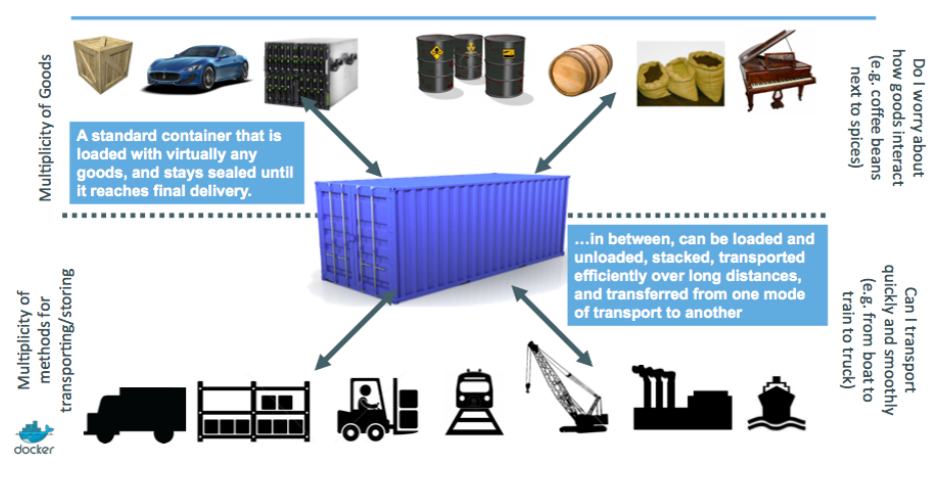 Multiplicity of Goods
Do I worry about
how goods interact
(e.g. coffee beans
next to spices)
A standard container that is
loaded with virtually any
goods, and stays sealed until
it reaches final delivery.
…in between, can be loaded and
unloaded, stacked, transported
efficiently over long distances,
and transferred from one mode
of transport to another
Multiplicity of
methods for
transporting/storing
Can I transport
quickly and smoothly
(e.g. from boat to
train to truck)
docker